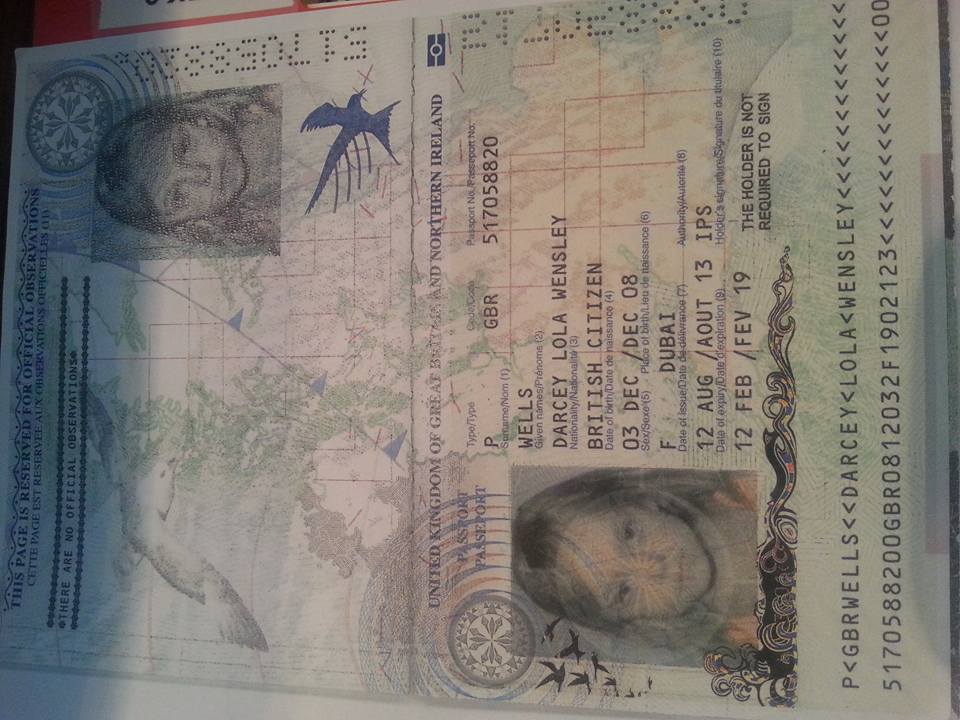 THIS PAGE IS RESERVED FOR OFFICIAL OBSERVATIONS
CETTE PAGE EST RESERVEE AUX OBSERVATIONS OFFICIELLES (11)
THERE ARE NO OFFICIAL OBSERVATIONS
UNITED KINGDOM OF GREAT BRITAIN AND NORTHERN IRELAND
PASSPORT
PASSEPORT
Type/Type Code/Code Passport No./Passeport No.
P GBR 517058820
Surname/Nom (1)
WELLS
Given names/Prénoms (2)
DARCEY LOLA WENSLEY
Nationality/Nationalité (3)
BRITISH CITIZEN
Date of birth/Date de naissance (4)
03 DEC /DEC 08
Sex/Sexe (5) Place of birth/Lieu de naissance (6)
F DUBAI
Date of issue/Date de délivrance (7) Authority/Autorité (8)
12 AUG /AOUT 13 IPS
Date of expiry/Date d'expiration (9) Holder's signature/Signature du titulaire (10)
12 FEB /FEV 19
THE HOLDER IS NOT
REQUIRED TO SIGN
P<GBRWELLS<<DARCEY<LOLA<WENSLEY<<<<<<<<<<<<<
5170588200GBR0812032F1902123<<<<<<<<<<<<<<00